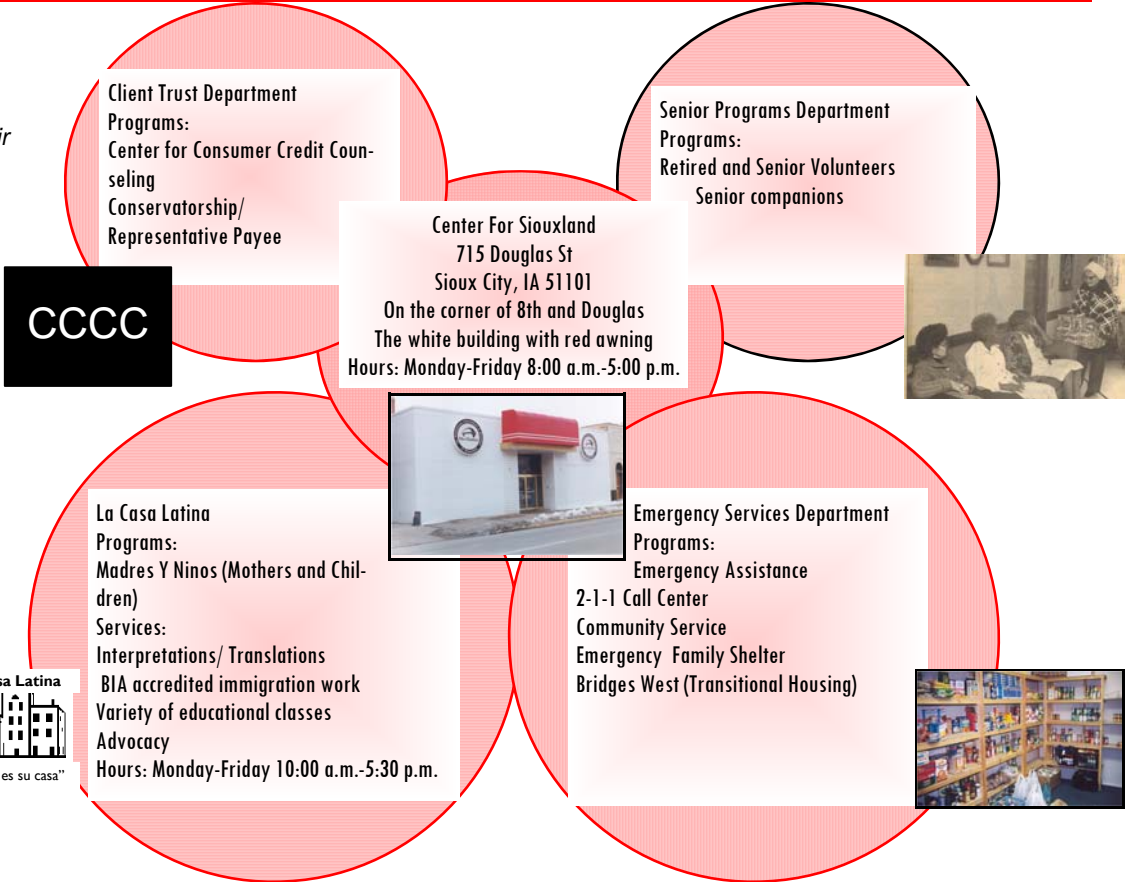 ir
Client Trust Department
Programs:
Center for Consumer Credit Coun-
seling
Conservatorship/
Representative Payee
Senior Programs Department
Programs:
Retired and Senior Volunteers
Senior companions
Center For Siouxland
715 Douglas St
Sioux City, IA 51101
On the corner of 8th and Douglas
The white building with red awning
Hours: Monday-Friday 8:00 a.m.-5:00 p.m.
CCCC
La Casa Latina
Programs:
Madres Y Ninos (Mothers and Chil-
dren)
Services:
Interpretations/ Translations
BIA accredited immigration work
Variety of educational classes
Advocacy
Hours: Monday-Friday 10:00 a.m.-5:30 p.m.
Emergency Services Department
Programs:
Emergency Assistance
2-1-1 Call Center
Community Service
Emergency Family Shelter
Bridges West (Transitional Housing)
sa Latina
es su casa”